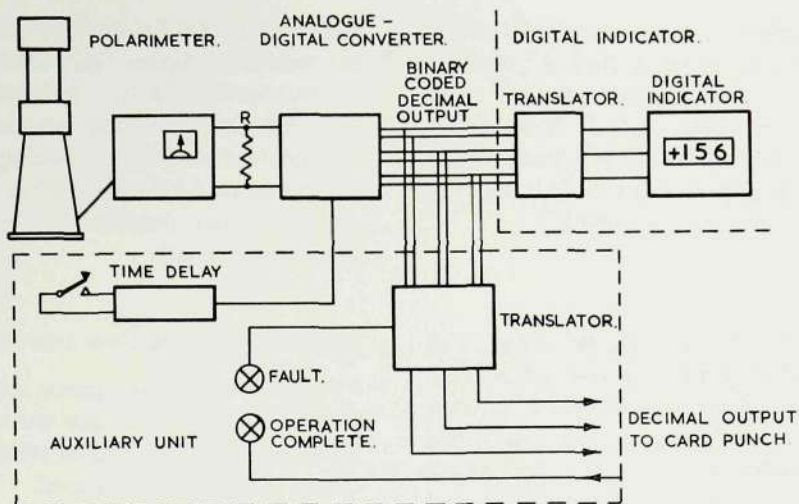 POLARIMETER.
ANALOGUE -
DIGITAL CONVERTER.
DIGITAL INDICATOR.
R
BINARY
CODED
DECIMAL
OUTPUT
TRANSLATOR.
DIGITAL
INDICATOR
+156
TIME DELAY
TRANSLATOR.
FAULT.
OPERATION
COMPLETE.
AUXILIARY UNIT
DECIMAL OUTPUT
TO CARD PUNCH.